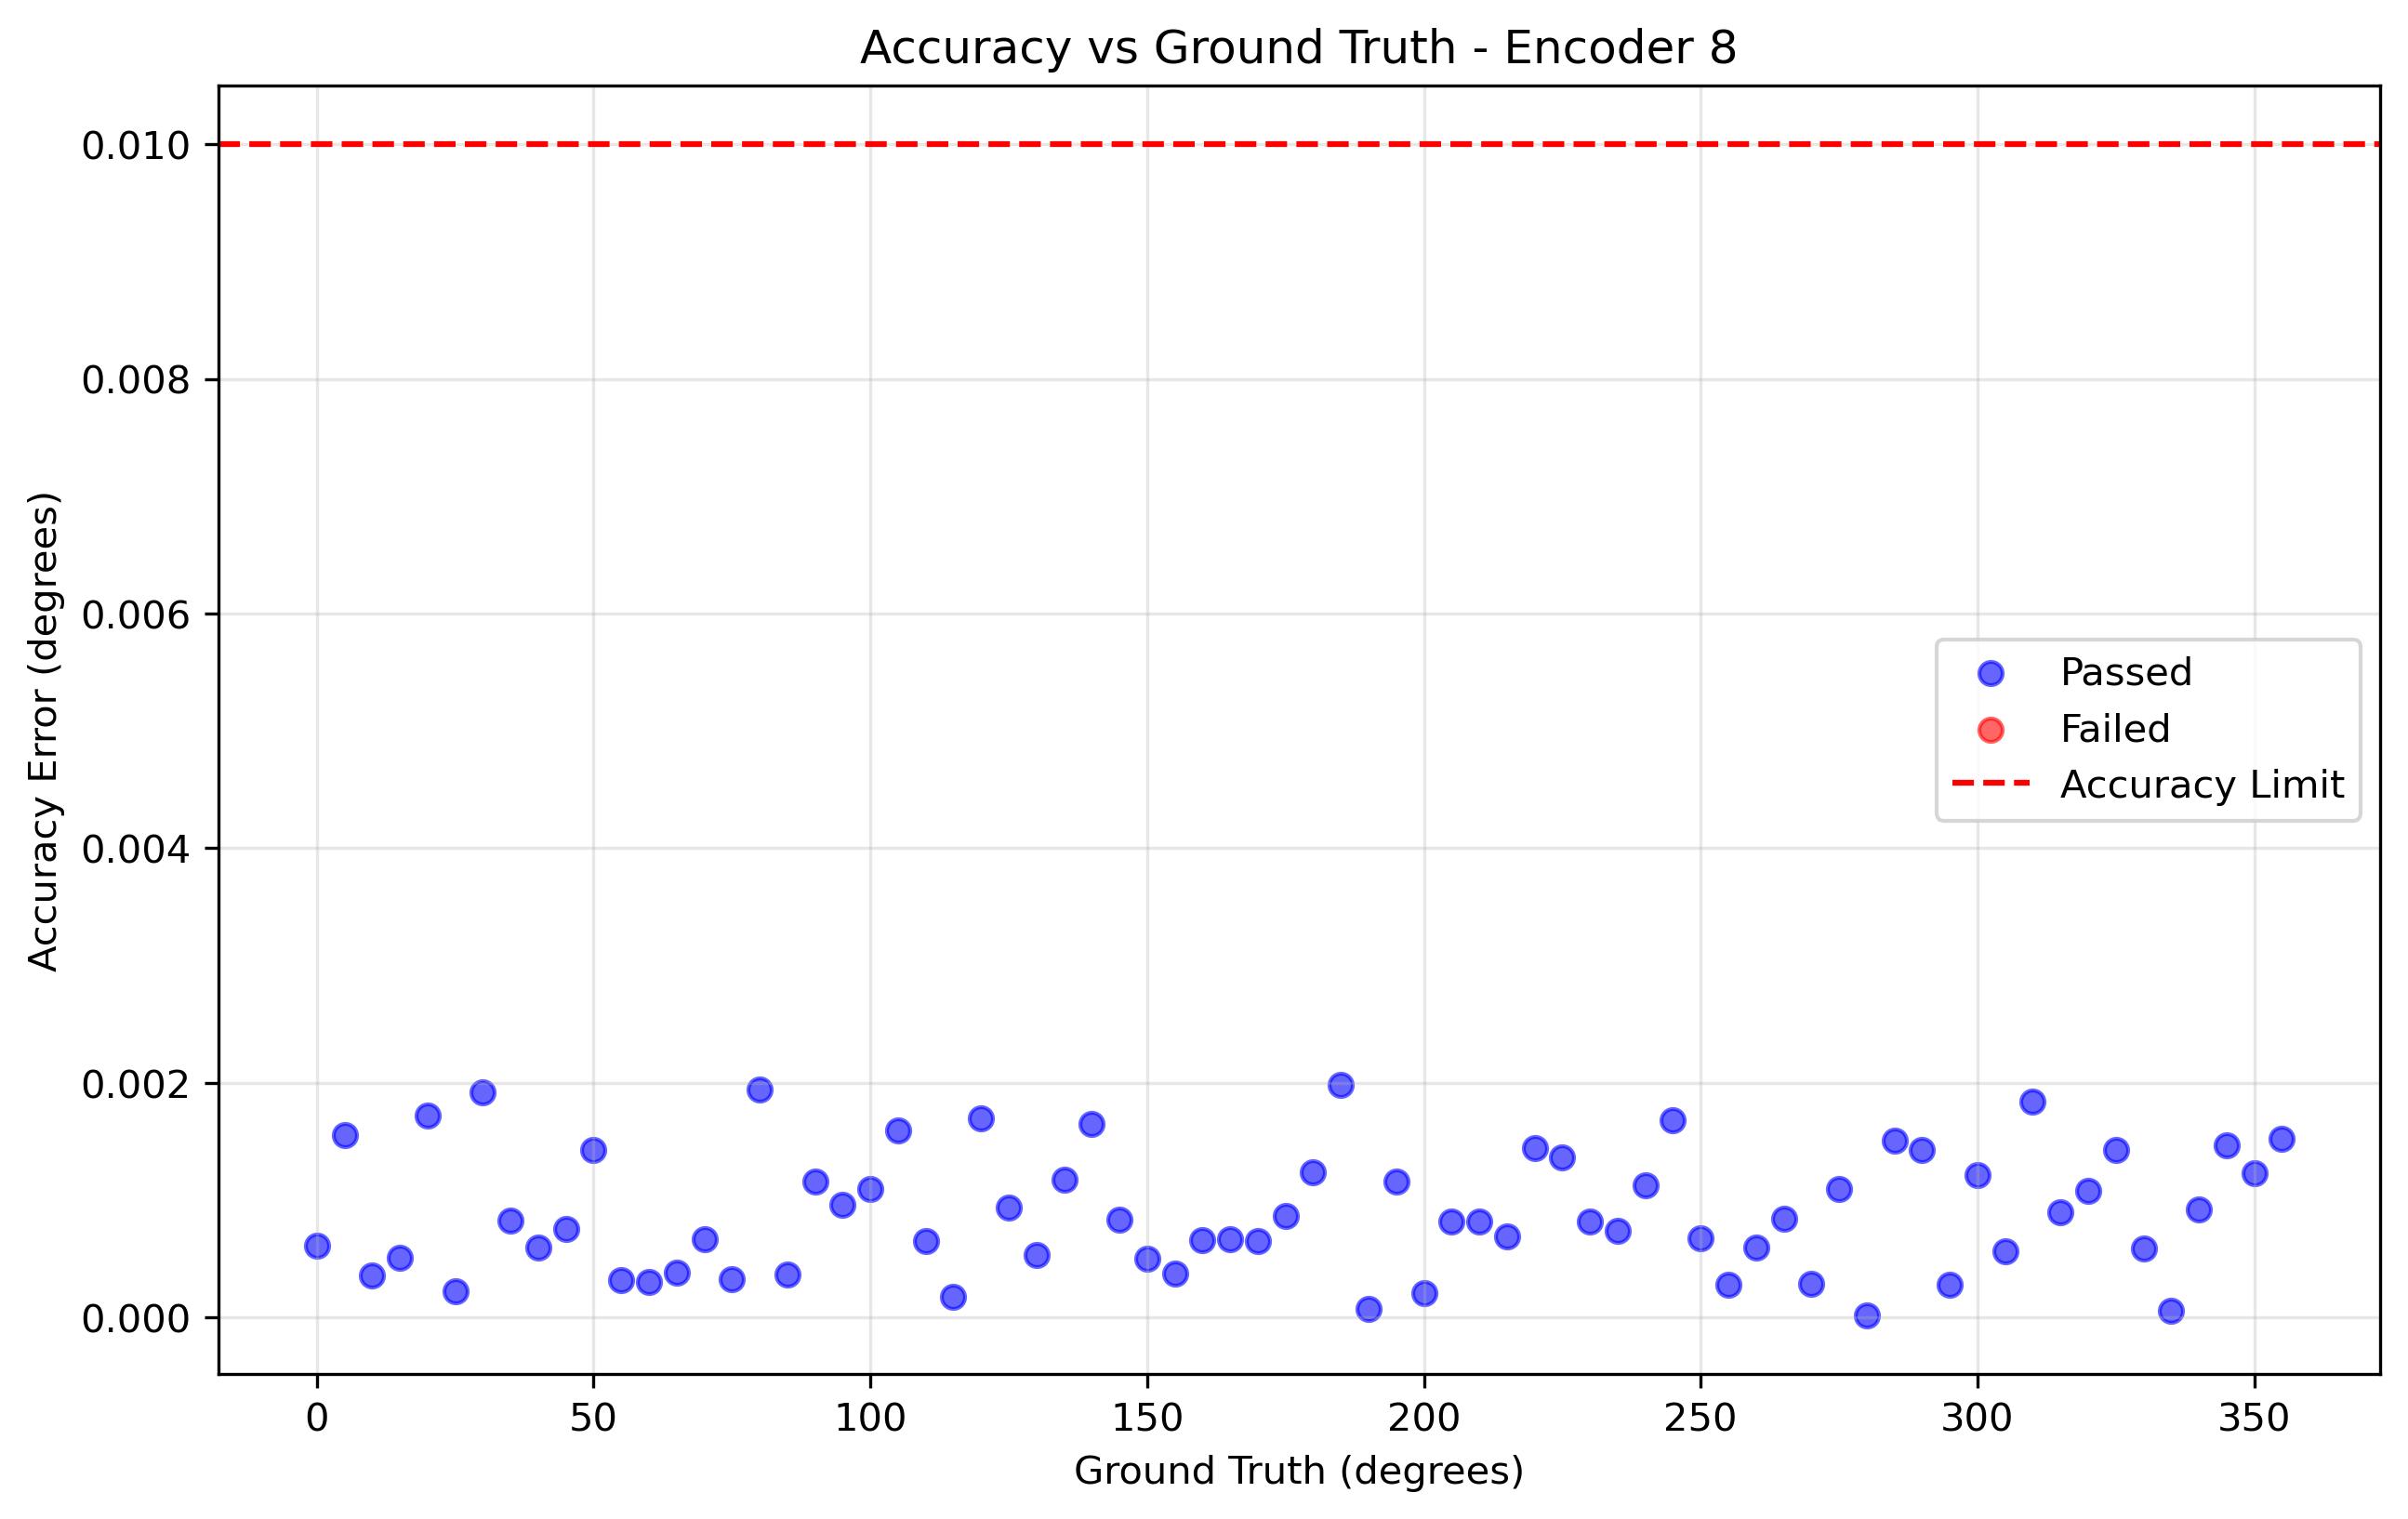 Accuracy vs Ground Truth - Encoder 8
Accuracy Error (degrees)
0.010
0.008
0.006
0.004
0.002
0.000
Passed
Failed
Accuracy Limit
0 50 100 150 200 250 300 350
Ground Truth (degrees)